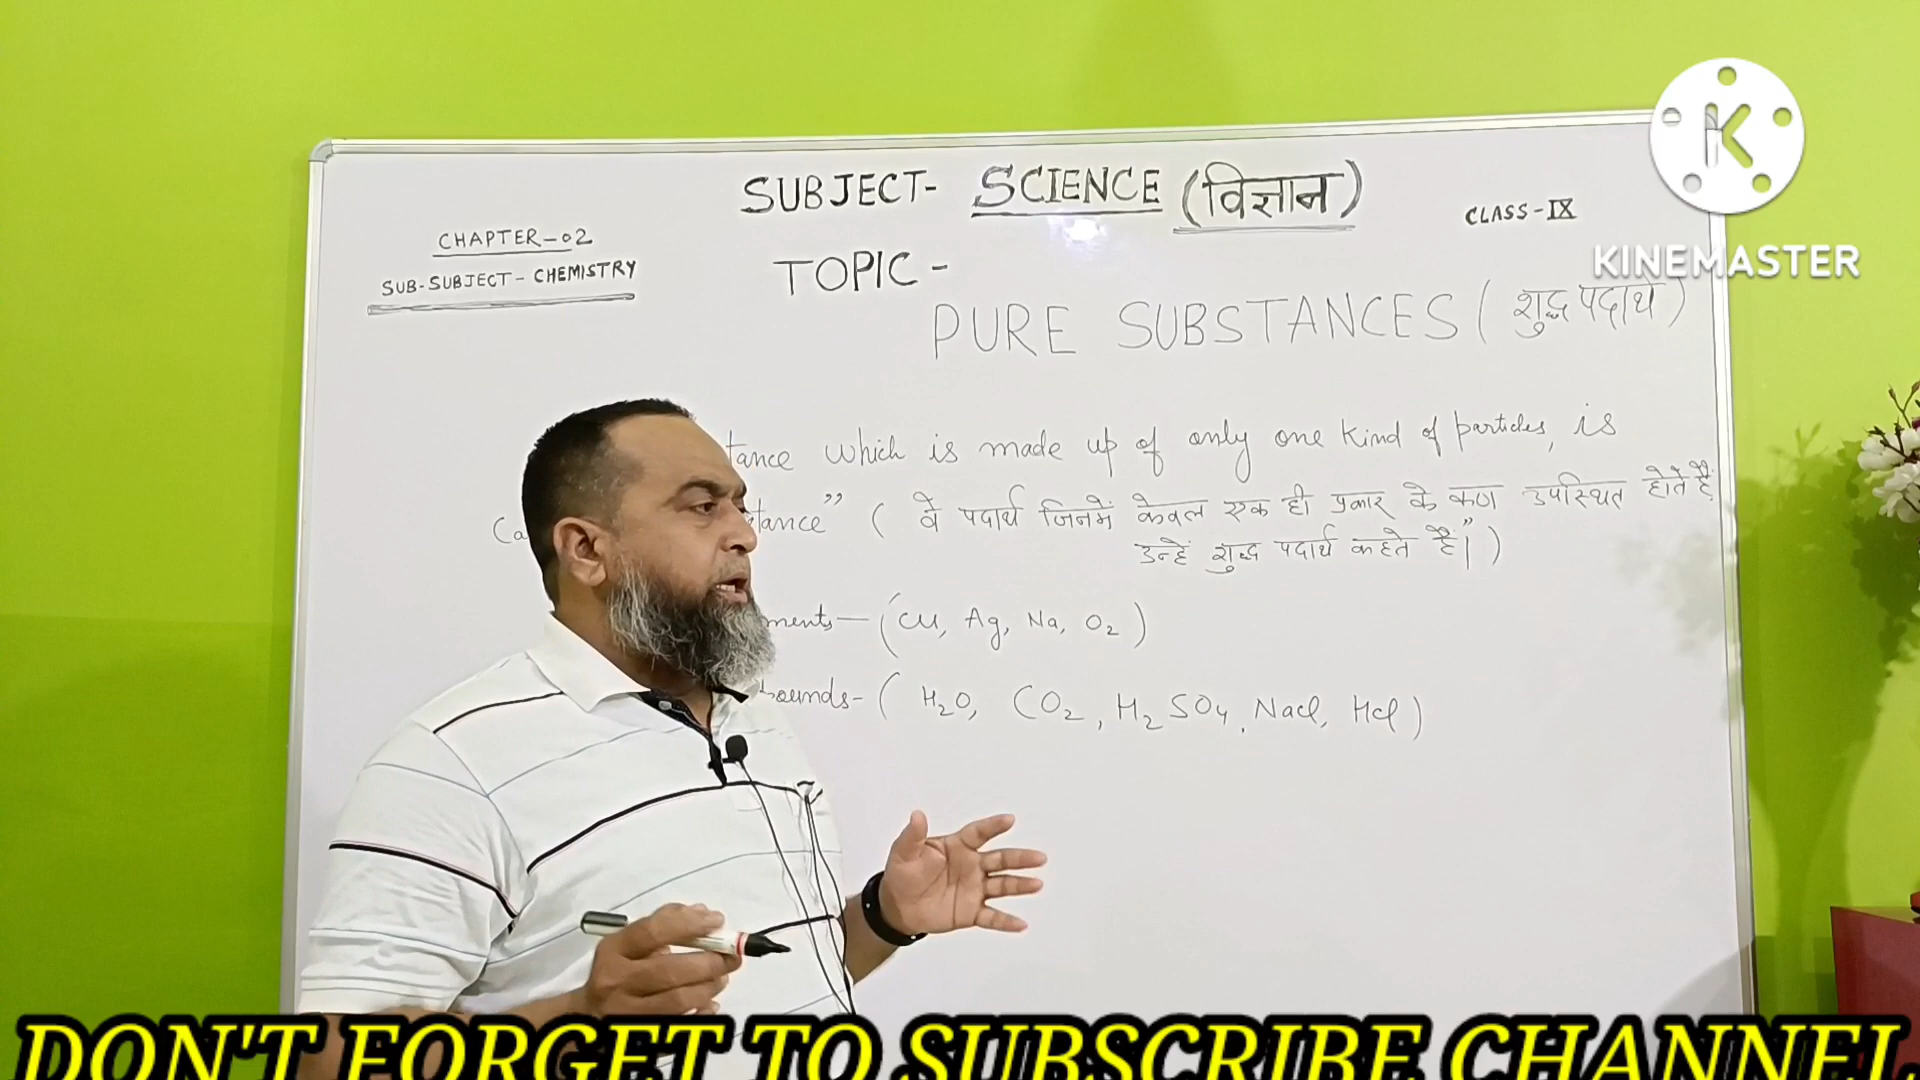 SUBJECT- SCIENCE (विज्ञान)
CLASS-IX
CHAPTER-02
SUB-SUBJECT- CHEMISTRY
TOPIC-
KINEMASTER
PURE SUBSTANCES (शुद्ध पदार्थ)
tance which is made up of only one kind of particles, is
Ca tance" ( वे पदार्थ जिनमें केवल एक ही प्रकार के कण उपस्थित होते हैं
उन्हें शुद्ध पदार्थ कहते हैं।")
ments- (Cu, Ag, Na, O₂)
ounds- ( H₂O, CO₂, H₂SO₄, Nacl, Hcl)
DON'T FORGET TO SUBSCRIBE CHANNEL